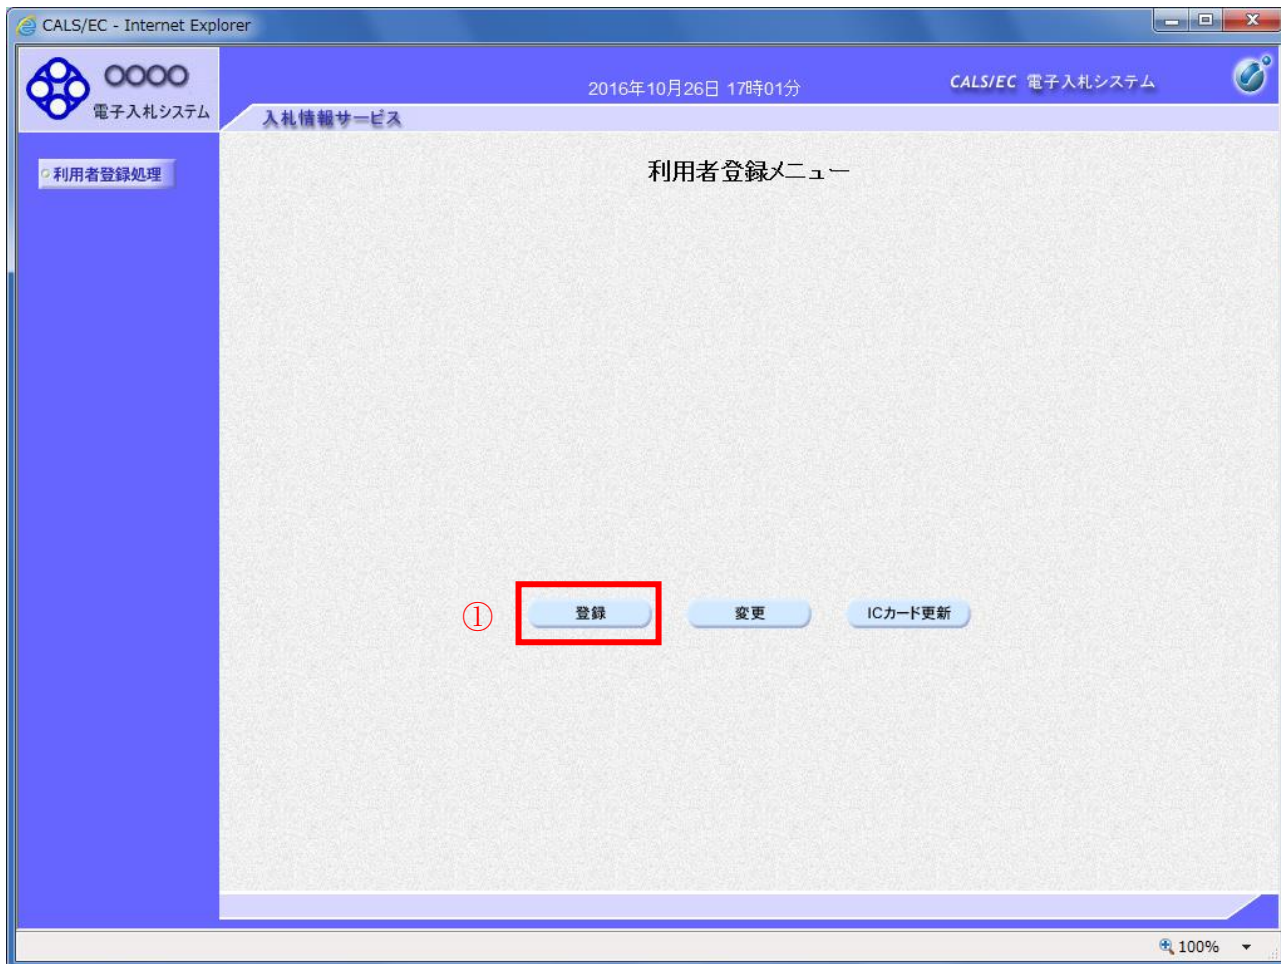 CALS/EC - Internet Explorer
〇〇〇〇
電子入札システム
2016年10月26日 17時01分
CALS/EC 電子入札システム
入札情報サービス
利用者登録処理
利用者登録メニュー
① 登録 変更 ICカード更新
100%